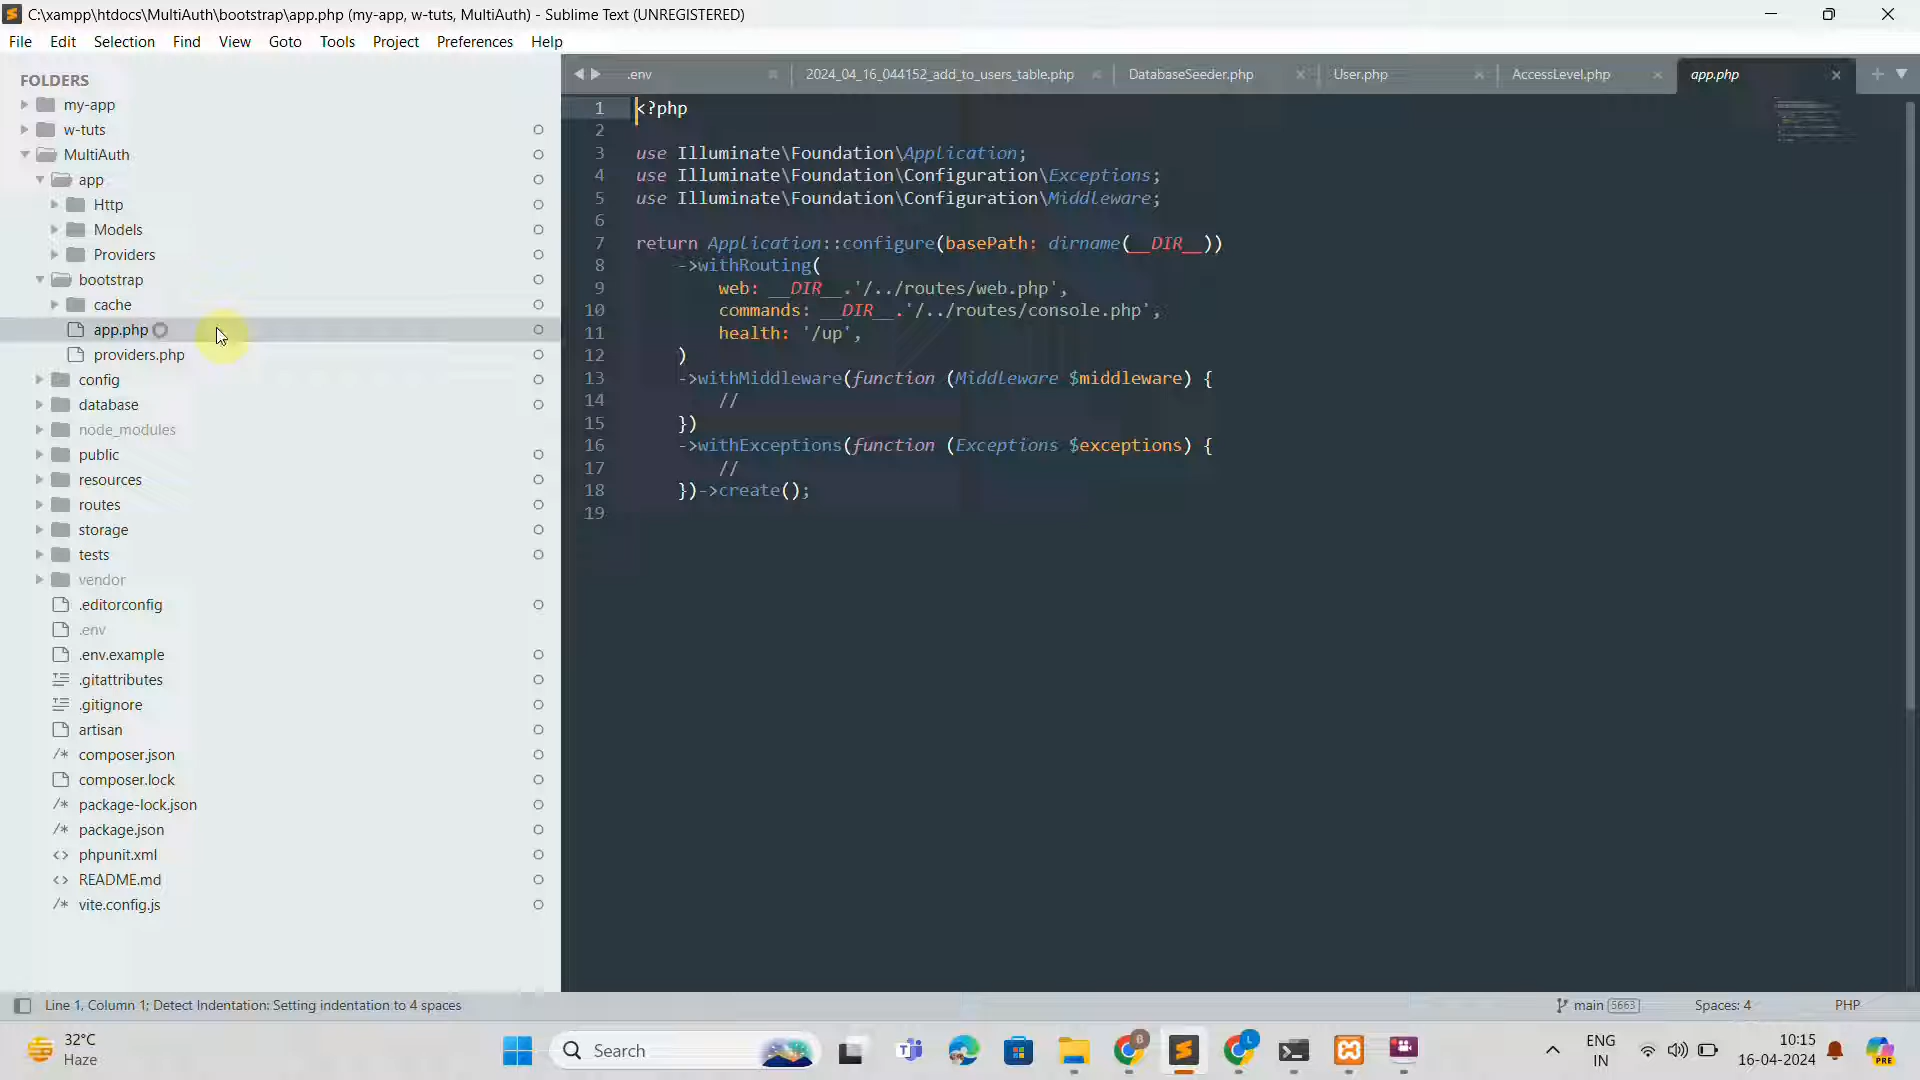 C:\xampp\htdocs\MultiAuth\bootstrap\app.php (my-app, w-tuts, MultiAuth) - Sublime Text (UNREGISTERED)
File Edit Selection Find View Goto Tools Project Preferences Help
FOLDERS
my-app
w-tuts
MultiAuth
app
Http
Models
Providers
bootstrap
cache
app.php
providers.php
config
database
node_modules
public
resources
routes
storage
tests
vendor
.editorconfig
.env
.env.example
.gitattributes
.gitignore
artisan
/* composer.json
composer.lock
/* package-lock.json
/* package.json
<> phpunit.xml
<> README.md
/* vite.config.js
.env 2024_04_16_044152_add_to_users_table.php DatabaseSeeder.php User.php AccessLevel.php app.php
1 <?php
2
3 use Illuminate\Foundation\Application;
4 use Illuminate\Foundation\Configuration\Exceptions;
5 use Illuminate\Foundation\Configuration\Middleware;
6
7 return Application::configure(basePath: dirname(__DIR__))
8 ->withRouting(
9 web: __DIR__.'/../routes/web.php',
10 commands: __DIR__.'/../routes/console.php',
11 health: '/up',
12 )
13 ->withMiddleware(function (Middleware $middleware) {
14 //
15 })
16 ->withExceptions(function (Exceptions $exceptions) {
17 //
18 })->create();
19
Line 1, Column 1; Detect Indentation: Setting indentation to 4 spaces
main 5663 Spaces: 4 PHP
32°C
Haze
Search
ENG
IN
10:15
16-04-2024
PRE